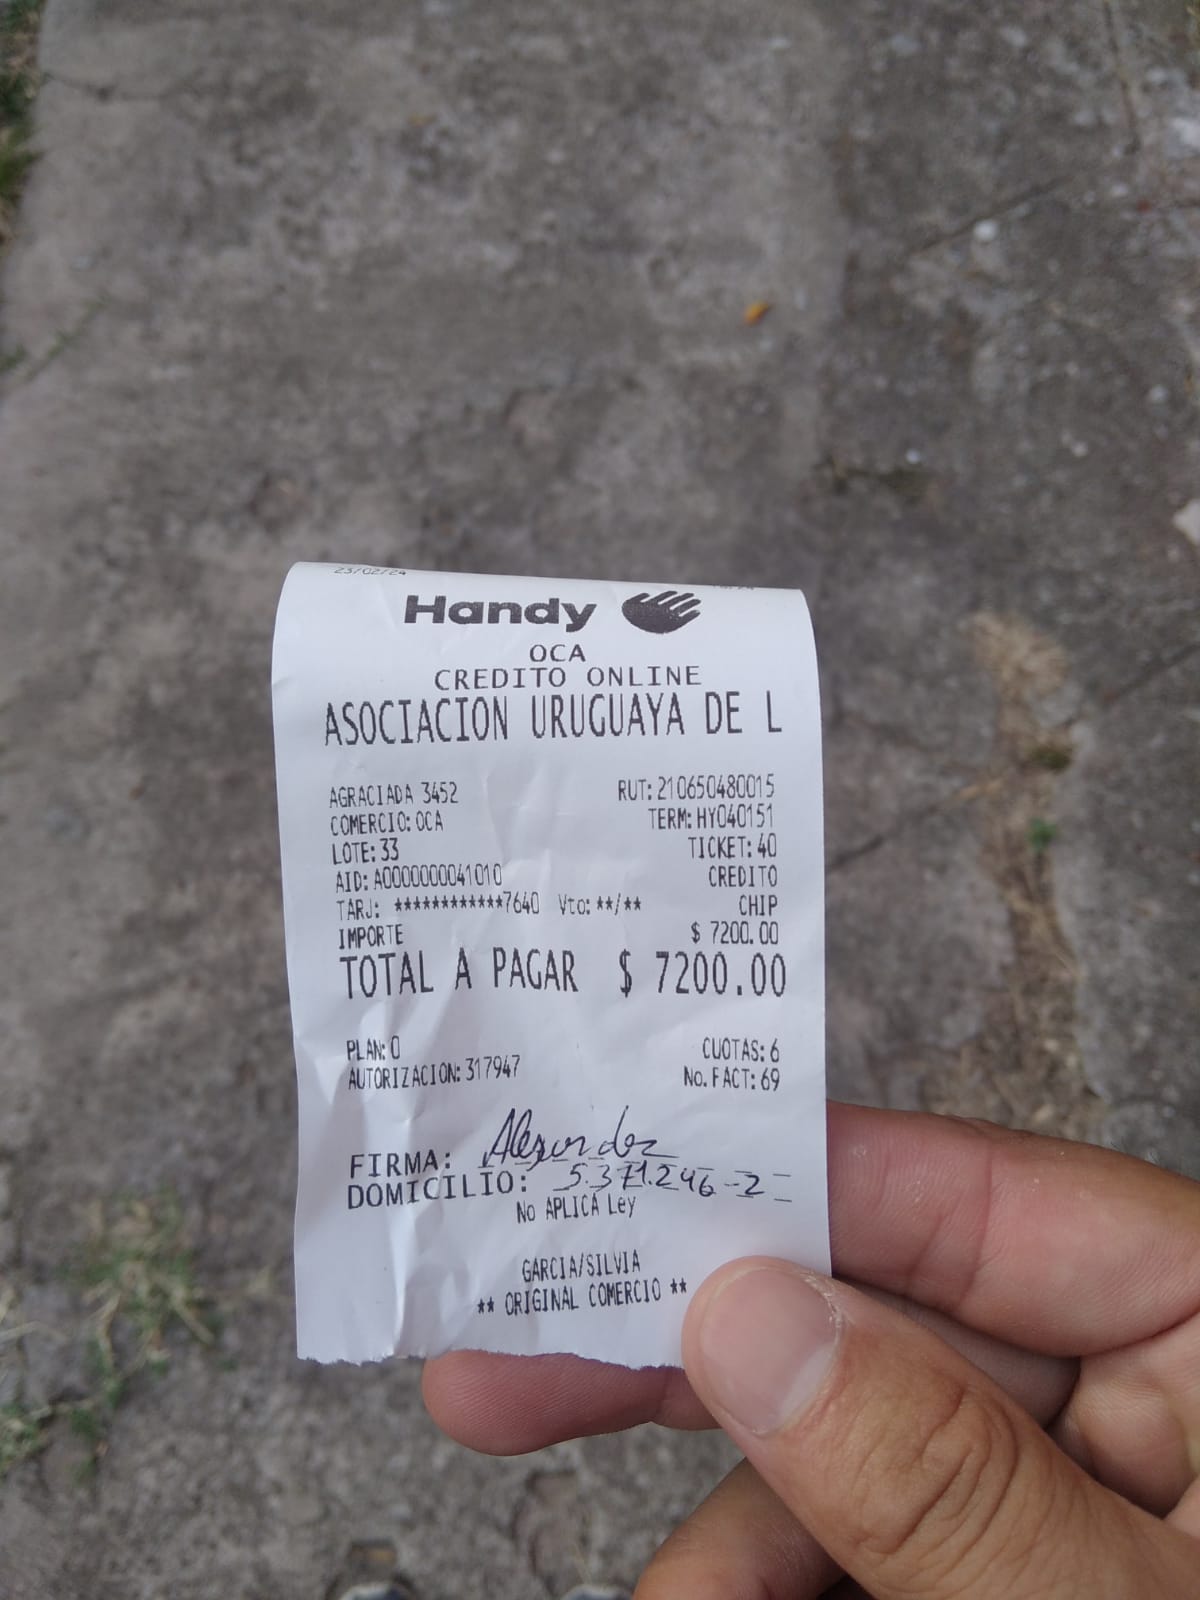 23/02/24
Handy
OCA
CREDITO ONLINE
ASOCIACION URUGUAYA DE L
AGRACIADA 3452 RUT: 210650480015
COMERCIO: OCA TERM: HY040151
LOTE: 33 TICKET: 40
AID: A0000000041010 CREDITO
TARJ: ************7640 Vto: **/** CHIP
IMPORTE $ 7200.00
TOTAL A PAGAR $ 7200.00
PLAN: 0 CUOTAS: 6
AUTORIZACION: 317947 No. FACT: 69
FIRMA: Alexander
DOMICILIO: 5.371.246-2
No APLICA Ley
GARCIA/SILVIA
** ORIGINAL COMERCIO **